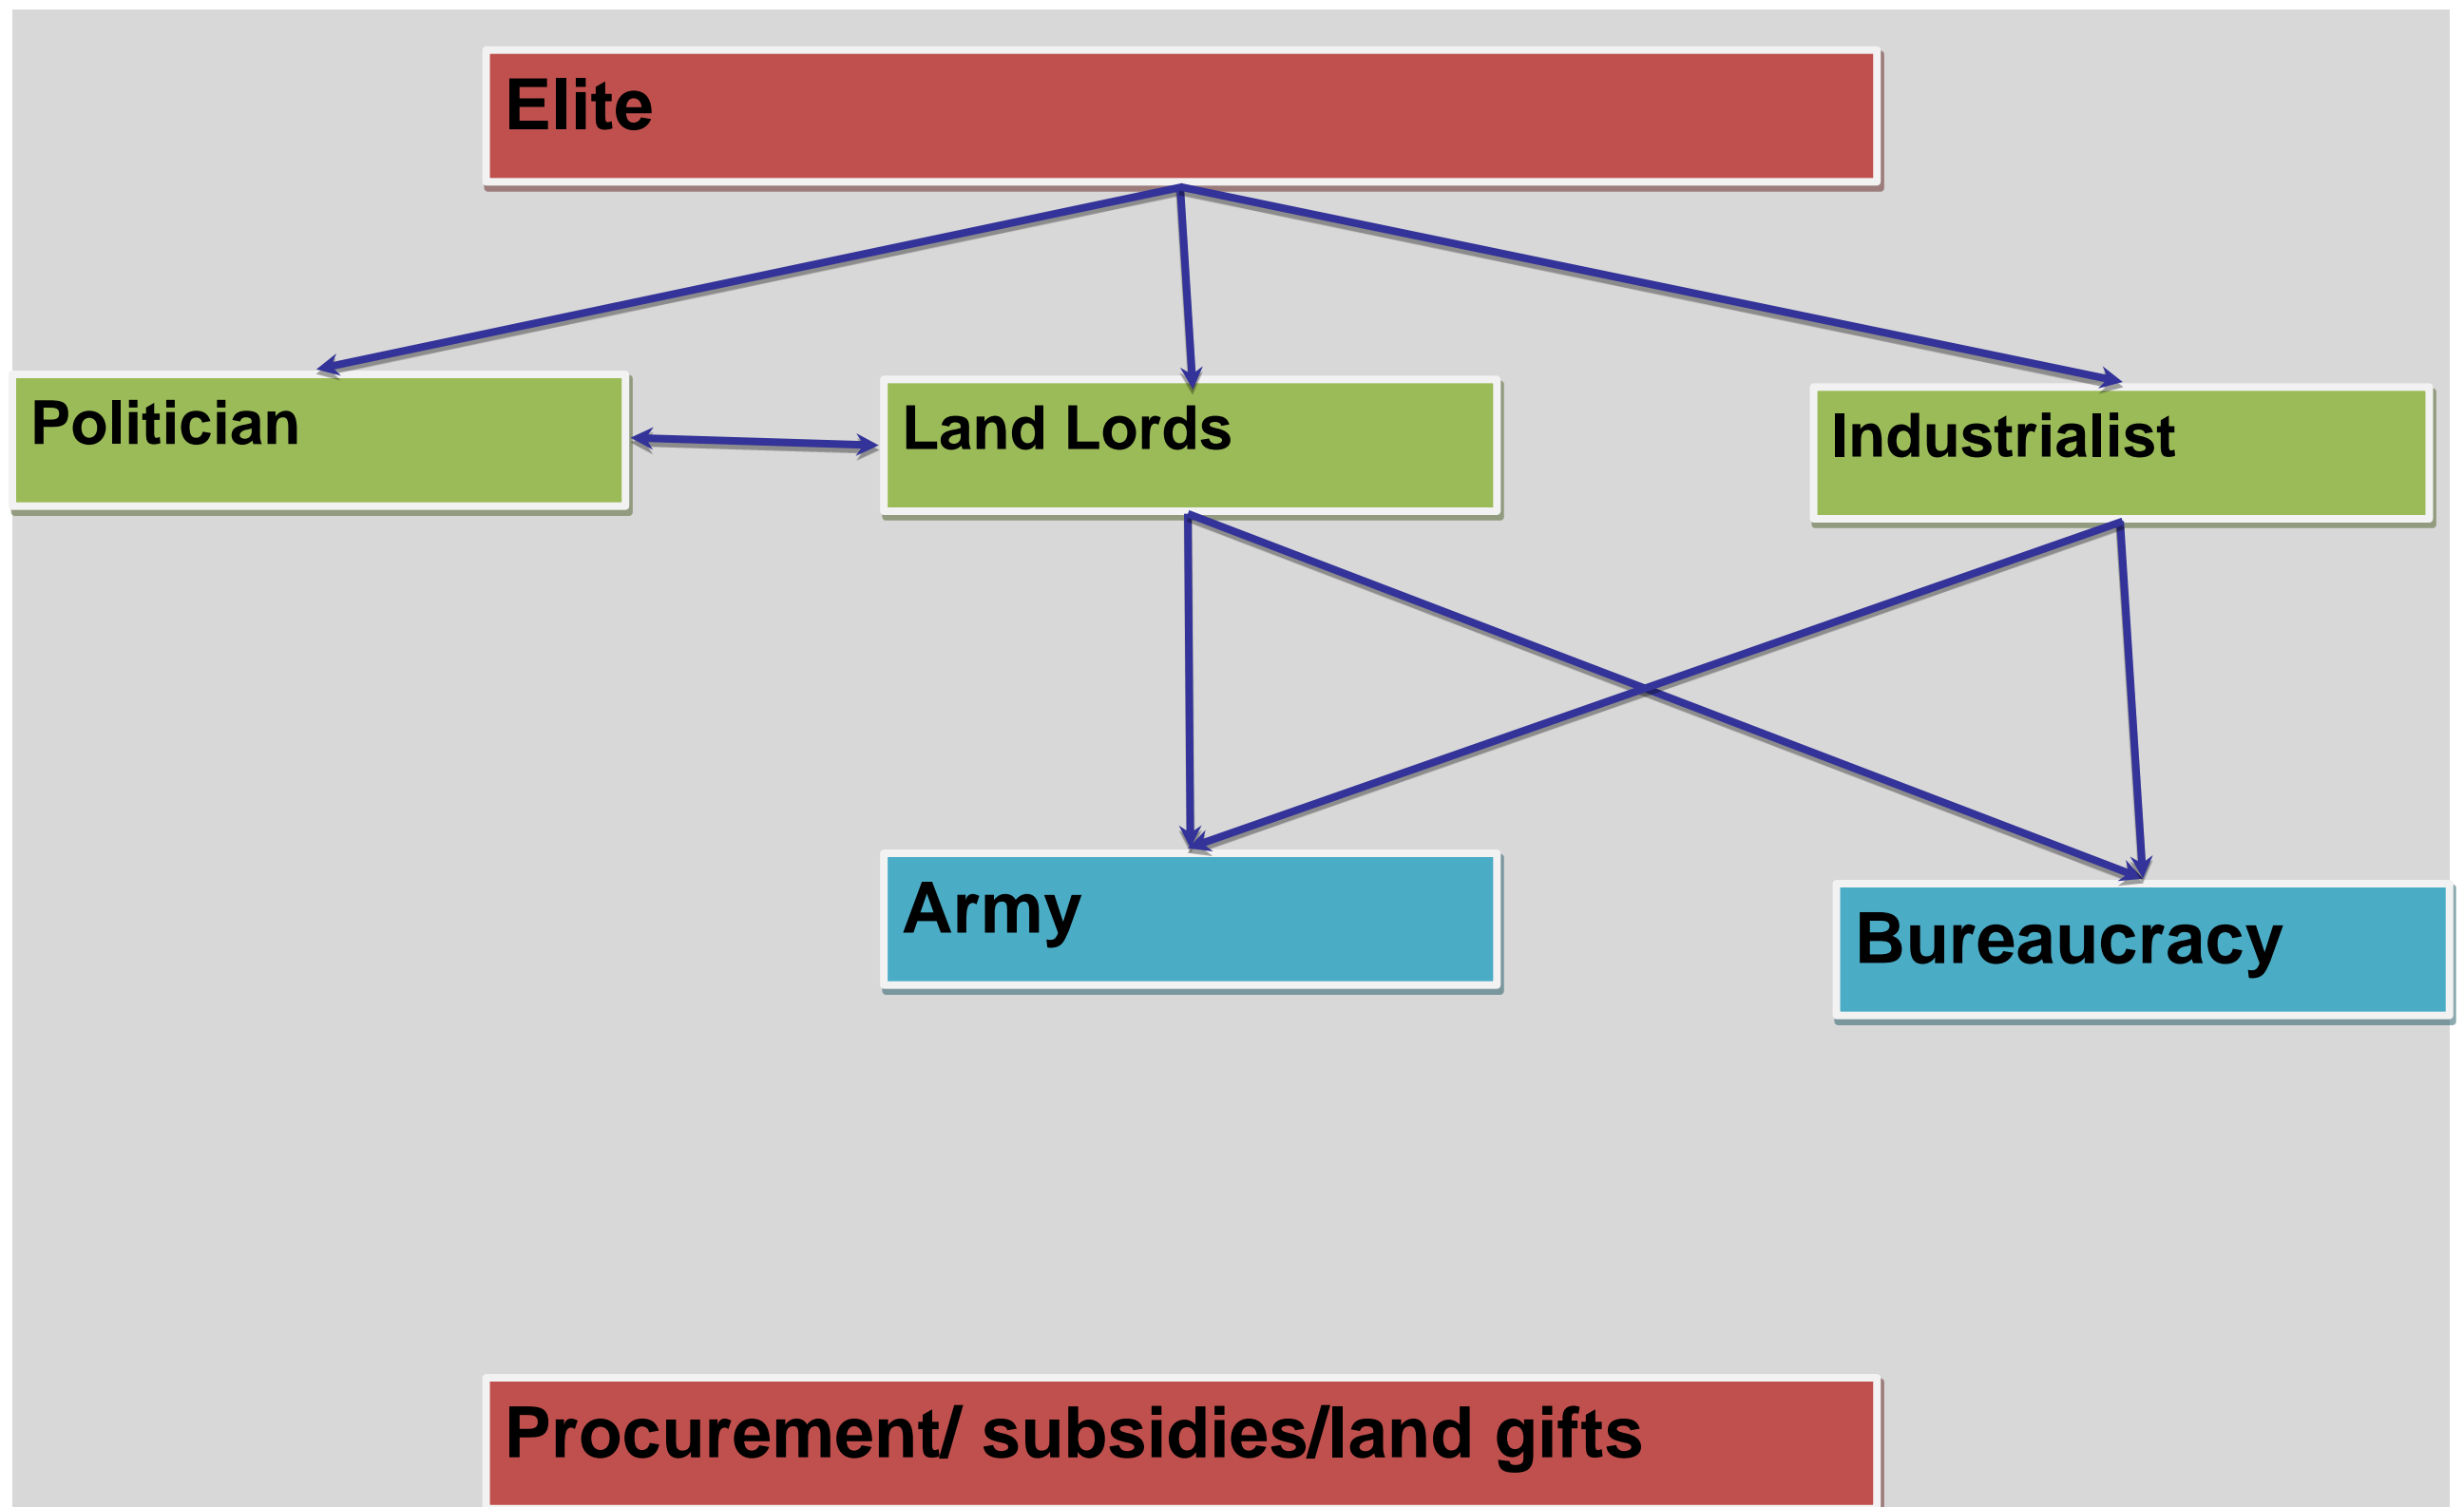 Elite
Politician
Land Lords
Industrialist
Army
Bureaucracy
Procurement/ subsidies/land gifts